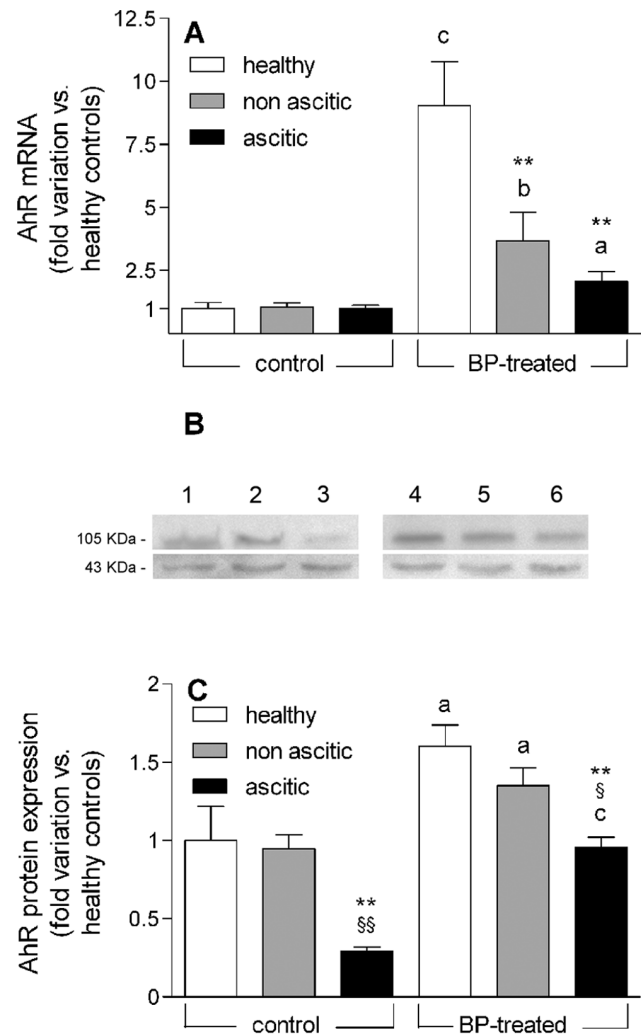 A
AhR mRNA
(fold variation vs.
healthy controls)
12.5
10
7.5
5
2.5
1
healthy
non ascitic
ascitic
c
**
b
**
a
control
BP-treated
B
1 2 3 4 5 6
105 KDa -
43 KDa -
C
AhR protein expression
(fold variation vs.
healthy controls)
2
1.5
1
0.5
0
healthy
non ascitic
ascitic
**
§§
a
a
**
§
c
control
BP-treated